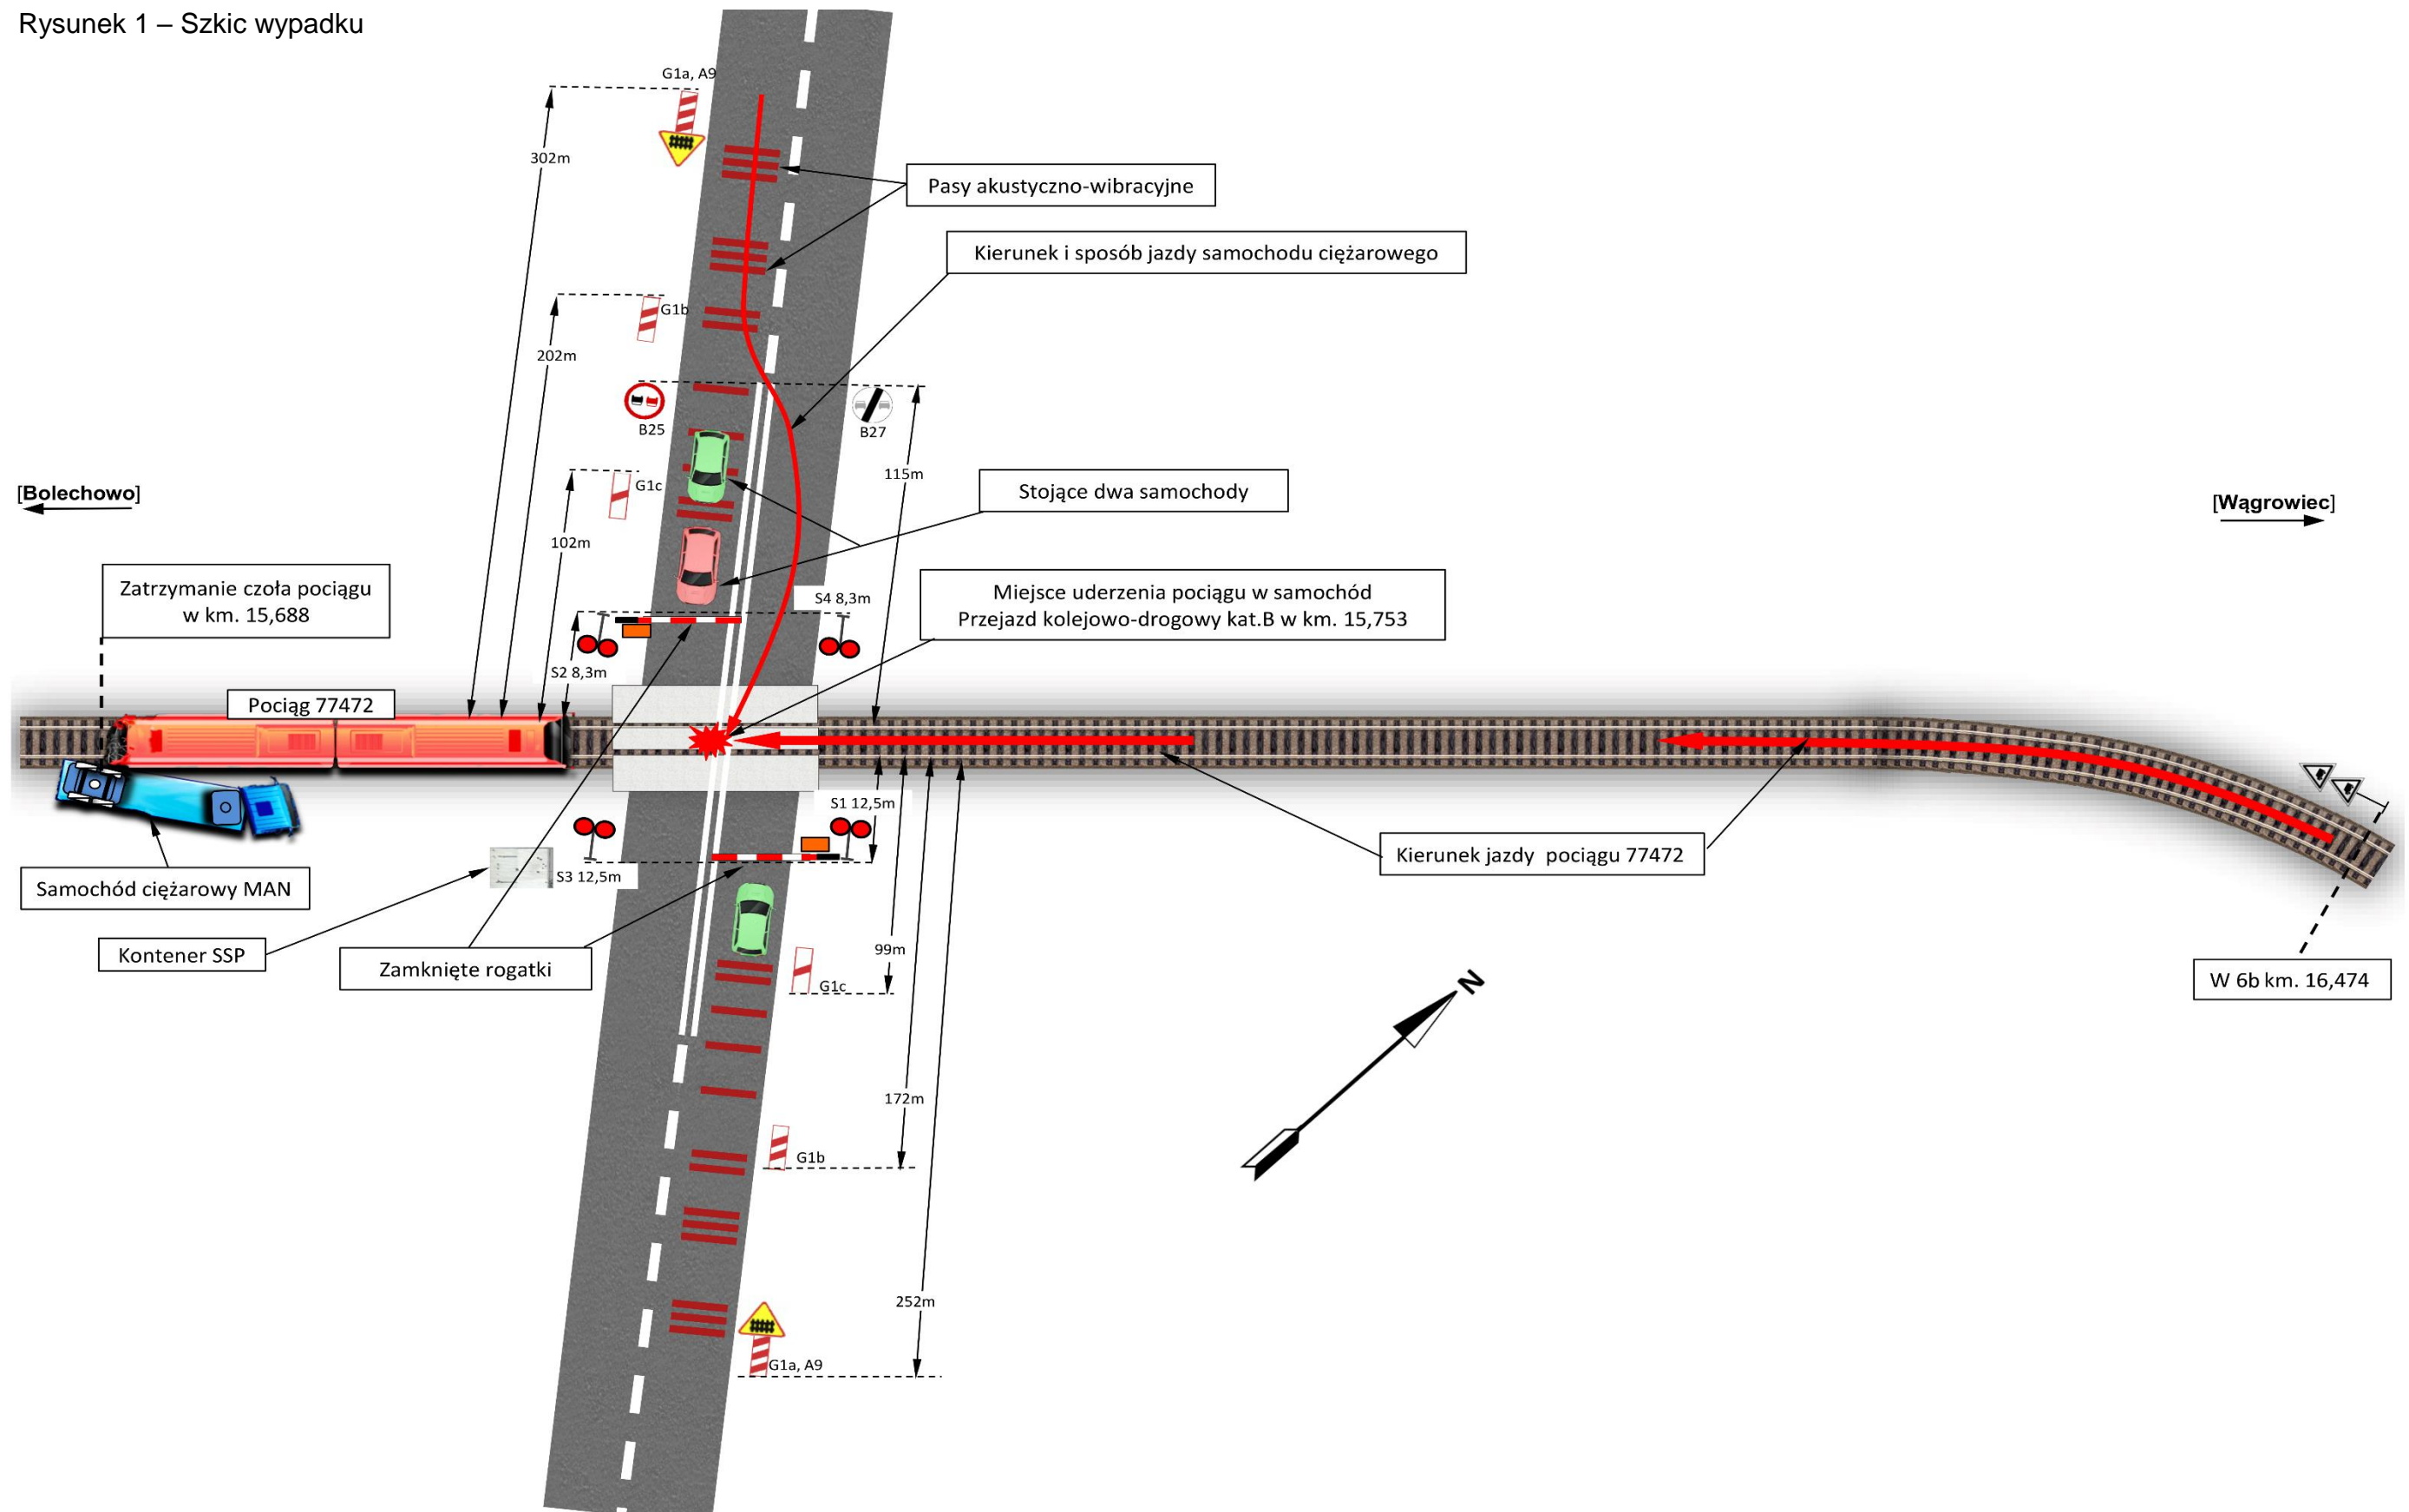 Rysunek 1 – Szkic wypadku
G1a, A9
302m
Pasy akustyczno-wibracyjne
Kierunek i sposób jazdy samochodu ciężarowego
G1b
202m
B25
B27
115m
[Bolechowo]
G1c
Stojące dwa samochody
[Wągrowiec]
102m
Zatrzymanie czoła pociągu
w km. 15,688
S4 8,3m
Miejsce uderzenia pociągu w samochód
Przejazd kolejowo-drogowy kat.B w km. 15,753
S2 8,3m
Pociąg 77472
S1 12,5m
Kierunek jazdy pociągu 77472
S3 12,5m
Samochód ciężarowy MAN
Kontener SSP
Zamknięte rogatki
99m
G1c
N
W 6b km. 16,474
172m
G1b
252m
G1a, A9